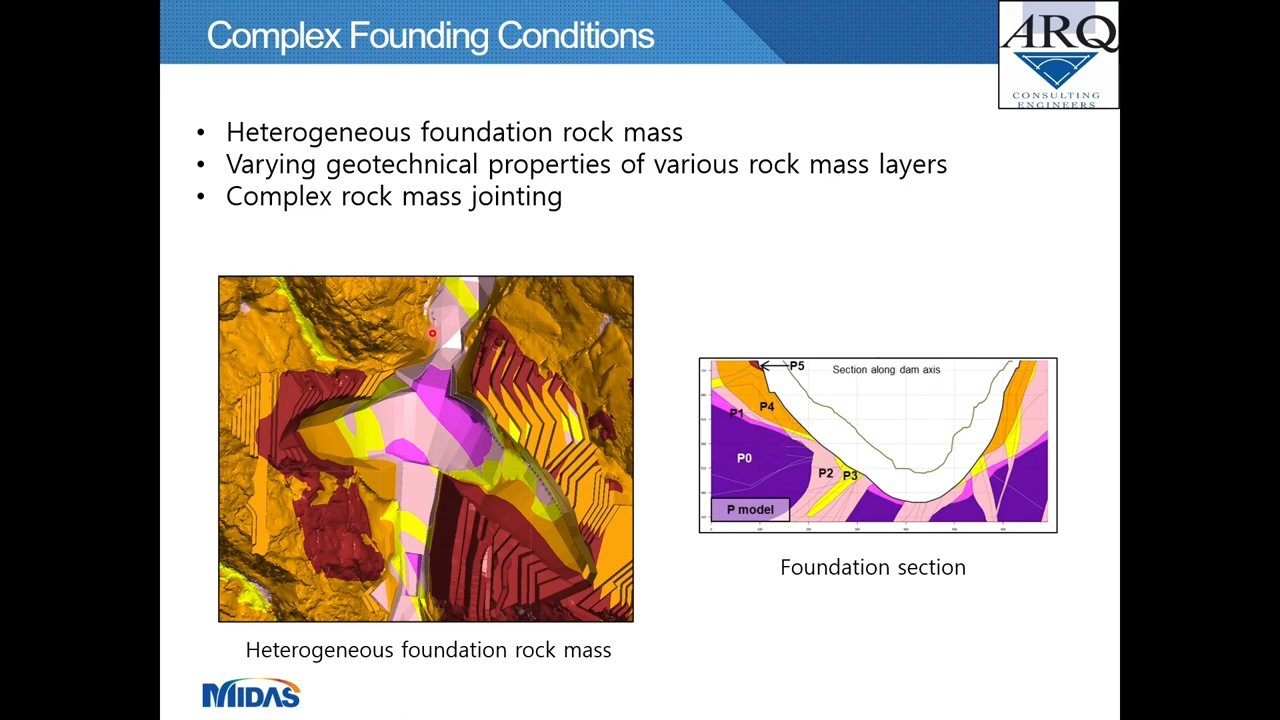 Complex Founding Conditions
ARQ
CONSULTING
ENGINEERS
• Heterogeneous foundation rock mass
• Varying geotechnical properties of various rock mass layers
• Complex rock mass jointing
P5
Section along dam axis
P1
P4
P0
P2
P3
P model
Foundation section
Heterogeneous foundation rock mass
MIDAS